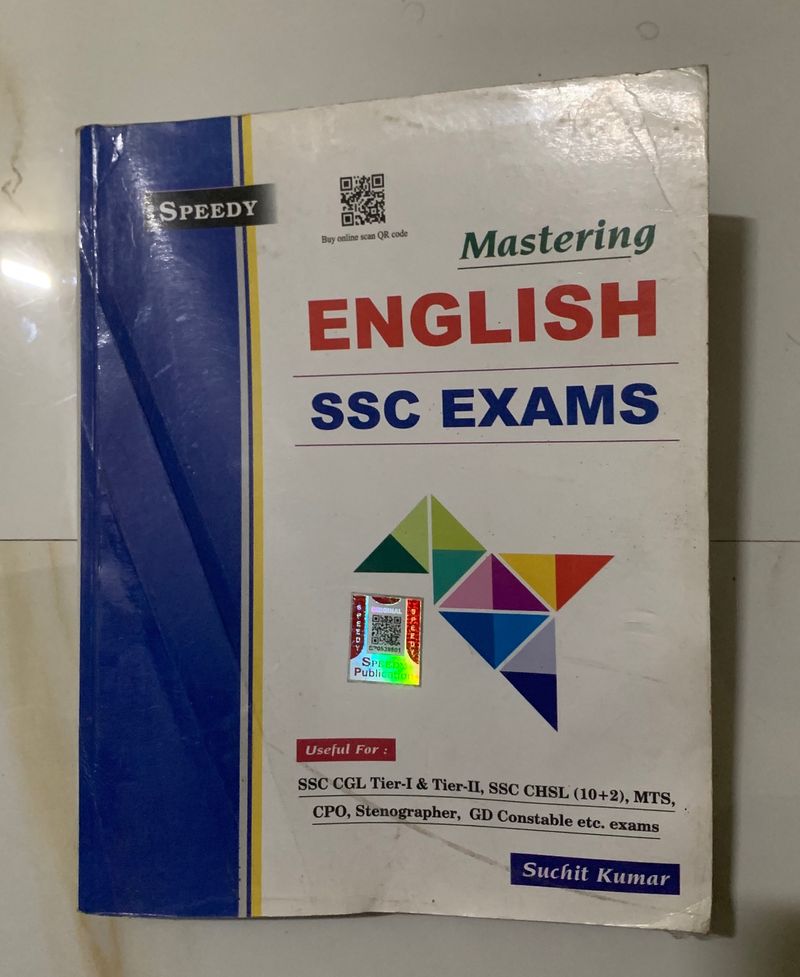 SPEEDY
Buy online scan QR code
Mastering
ENGLISH
SSC EXAMS
ORIGINAL
SPEEDY
SPEEDY
SPEEDY
Publication
Useful For :
SSC CGL Tier-I & Tier-II, SSC CHSL (10+2), MTS,
CPO, Stenographer, GD Constable etc. exams
Suchit Kumar